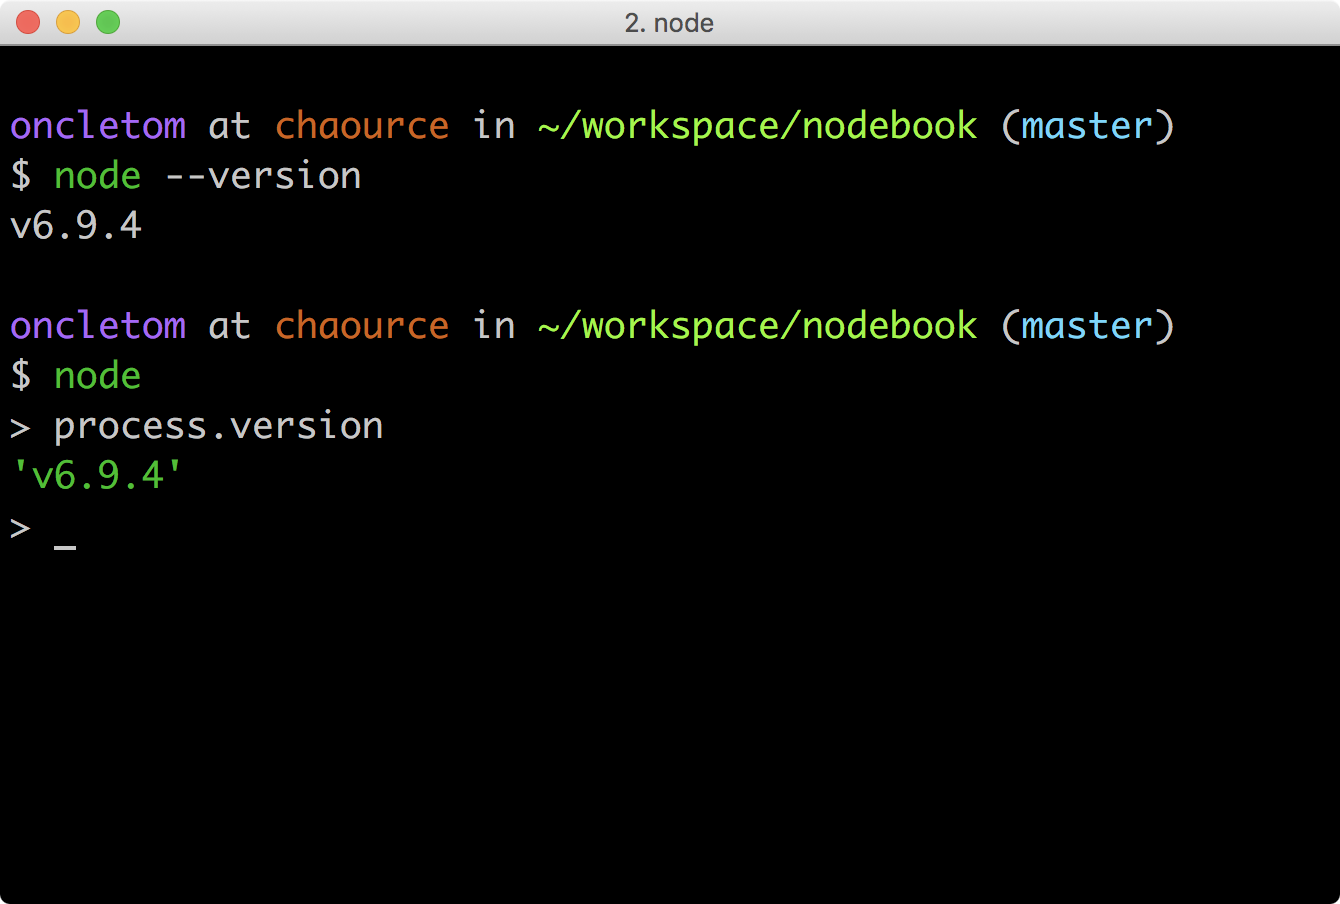 2. node
oncletom at chaource in ~/workspace/nodebook (master)
$ node --version
v6.9.4
oncletom at chaource in ~/workspace/nodebook (master)
$ node
> process.version
'v6.9.4'
> _